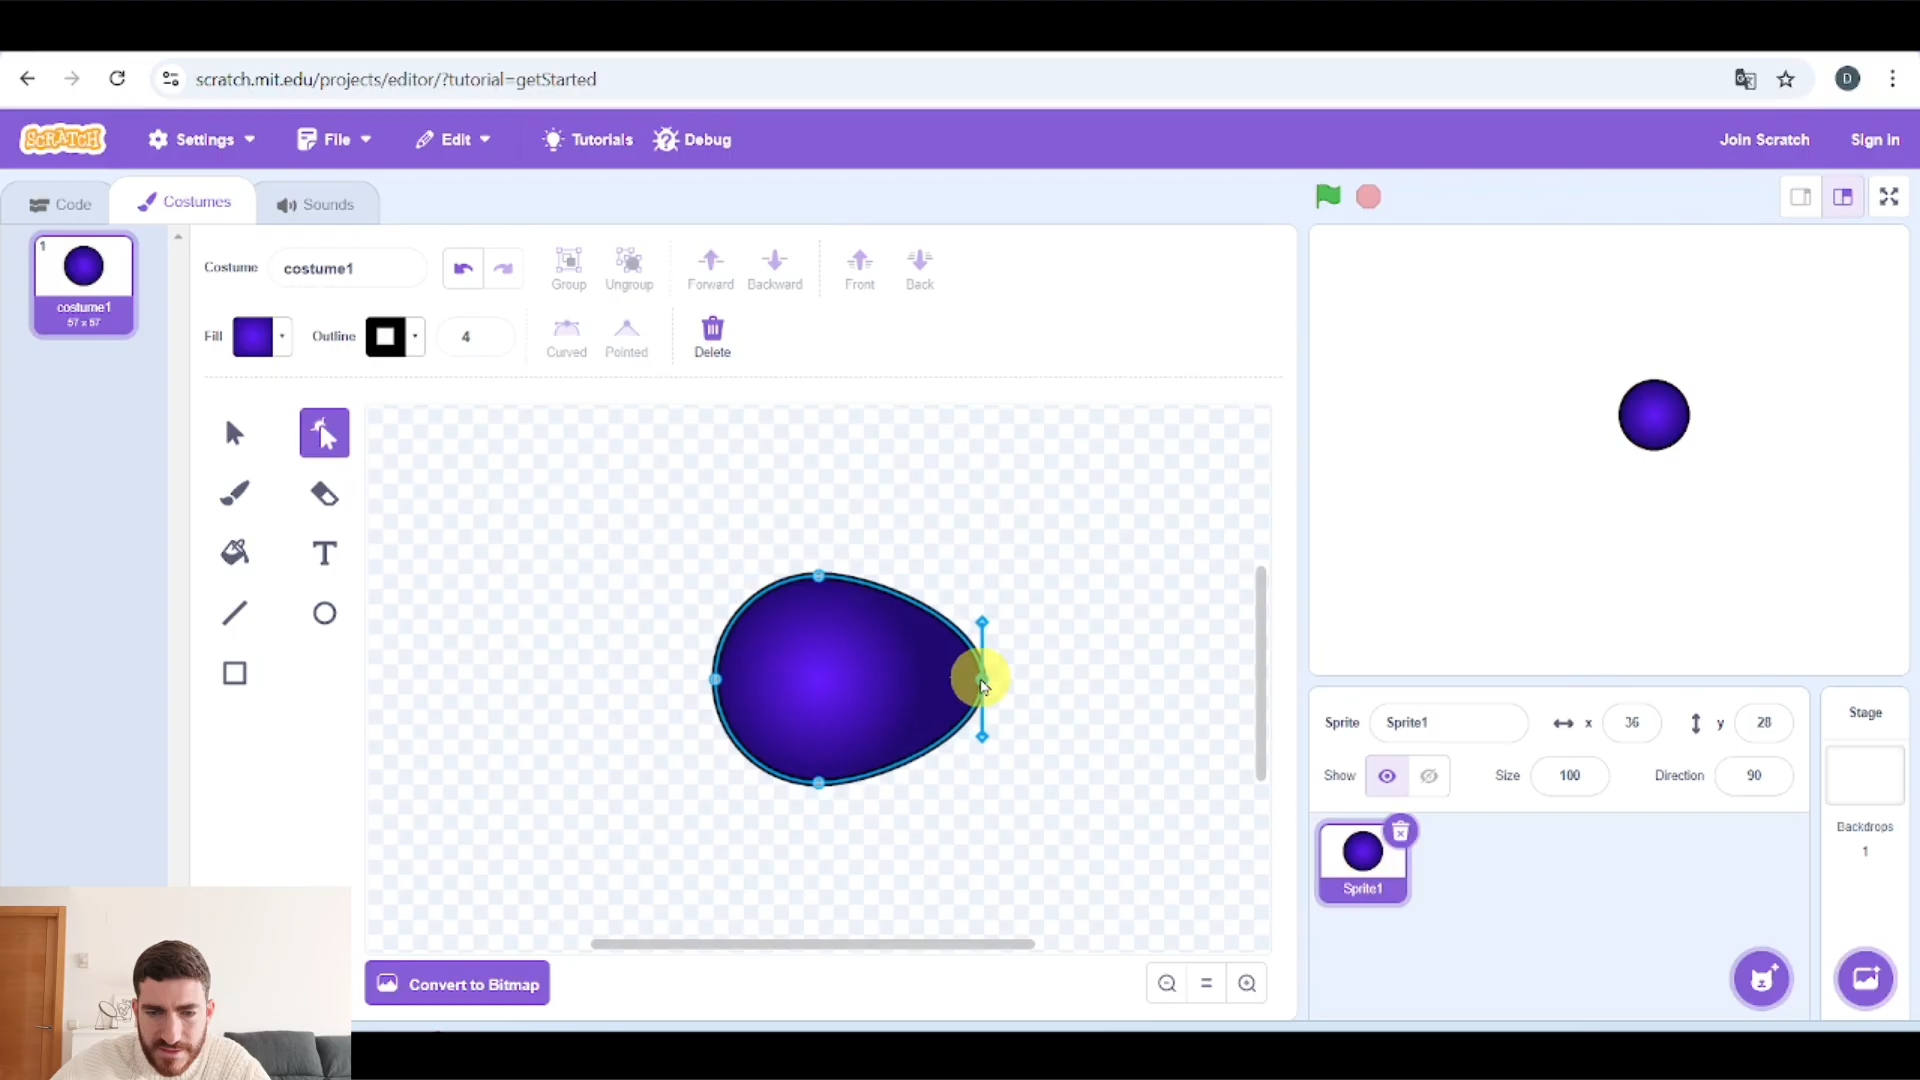 scratch.mit.edu/projects/editor/?tutorial=getStarted
D
SCRATCH
Settings
File
Edit
Tutorials
Debug
Join Scratch
Sign in
Code
Costumes
Sounds
1
costume1
57 x 57
Costume
costume1
Group
Ungroup
Forward
Backward
Front
Back
Fill
Outline
4
Curved
Pointed
Delete
T
Convert to Bitmap
Sprite
Sprite1
x
36
y
28
Show
Size
100
Direction
90
Sprite1
Stage
Backdrops
1